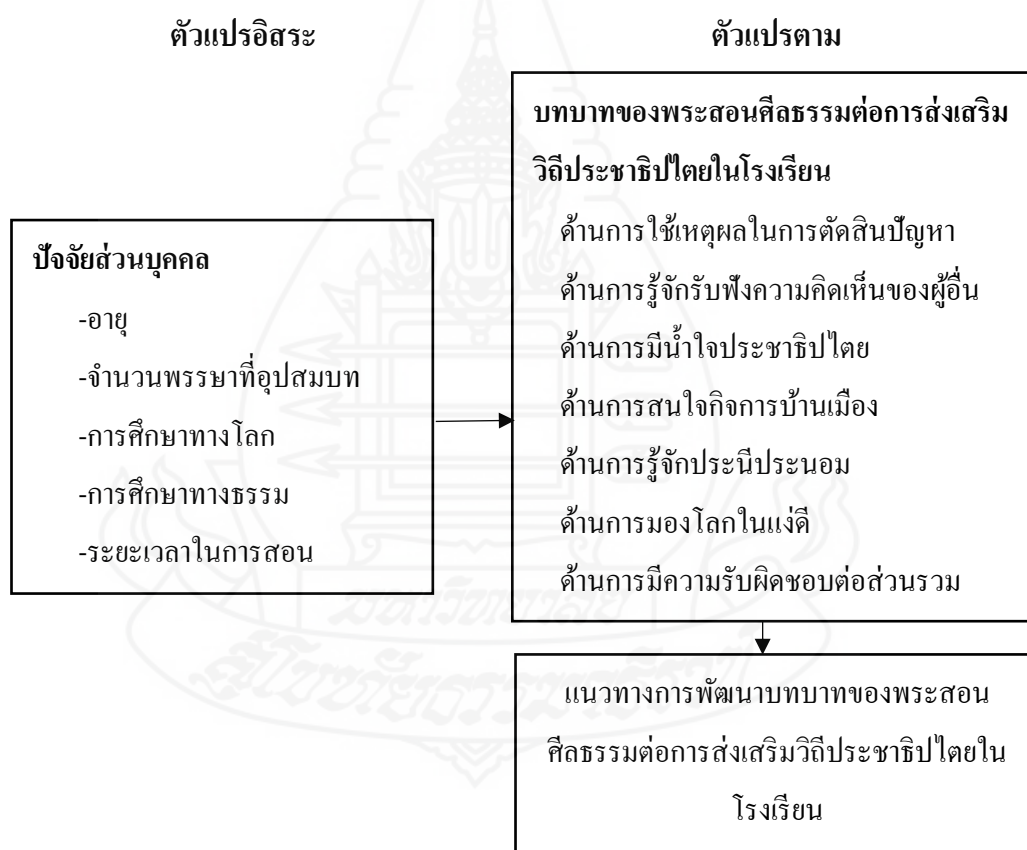 ตัวแปรอิสระ
ตัวแปรตาม
ปัจจัยส่วนบุคคล
-อายุ
-จำนวนพรรษาที่อุปสมบท
-การศึกษาทางโลก
-การศึกษาทางธรรม
-ระยะเวลาในการสอน
บทบาทของพระสอนศีลธรรมต่อการส่งเสริม
วิถีประชาธิปไตยในโรงเรียน
ด้านการใช้เหตุผลในการตัดสินปัญหา
ด้านการรู้จักรับฟังความคิดเห็นของผู้อื่น
ด้านการมีน้ำใจประชาธิปไตย
ด้านการสนใจกิจการบ้านเมือง
ด้านการรู้จักประนีประนอม
ด้านการมองโลกในแง่ดี
ด้านการมีความรับผิดชอบต่อส่วนรวม
แนวทางการพัฒนาบทบาทของพระสอน
ศีลธรรมต่อการส่งเสริมวิถีประชาธิปไตยใน
โรงเรียน